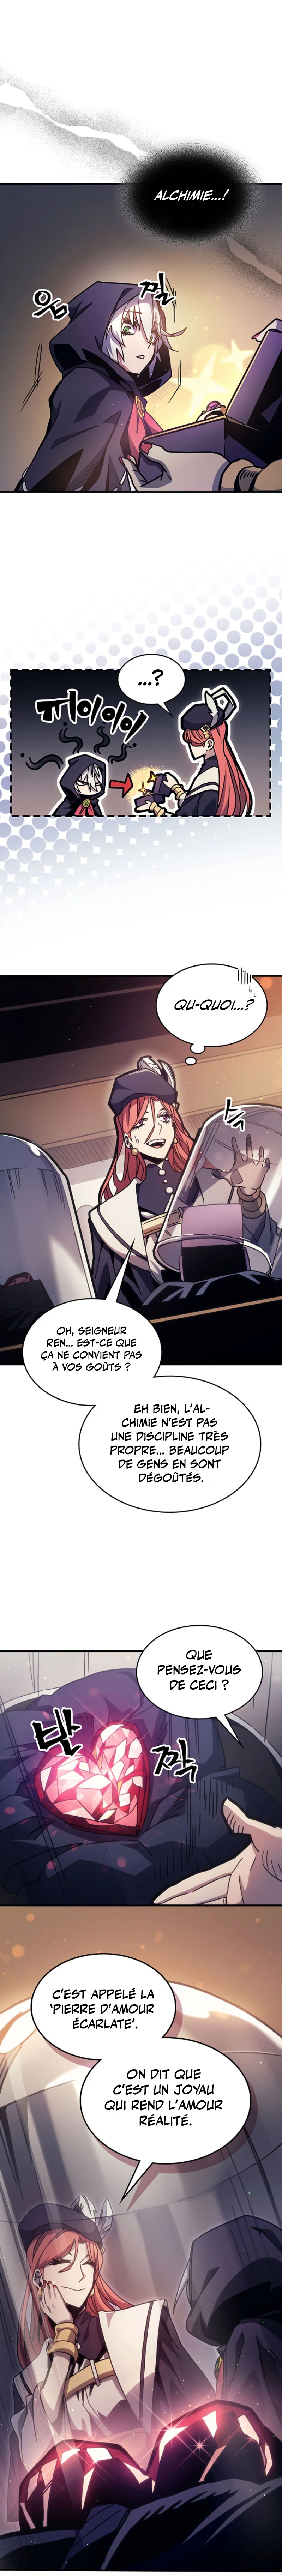 ALCHIMIE...!
움
찔
...?
끼이이이
QU-QUOI...?
OH, SEIGNEUR
REN... EST-CE QUE
ÇA NE CONVIENT PAS
À VOS GOÛTS ?
EH BIEN, L'AL-
CHIMIE N'EST PAS
UNE DISCIPLINE TRÈS
PROPRE... BEAUCOUP
DE GENS EN SONT
DÉGOÛTÉS.
QUE
PENSEZ-VOUS
DE CECI ?
반
짝
C'EST APPELÉ LA
'PIERRE D'AMOUR
ÉCARLATE'.
ON DIT QUE
C'EST UN JOYAU
QUI REND L'AMOUR
RÉALITÉ.